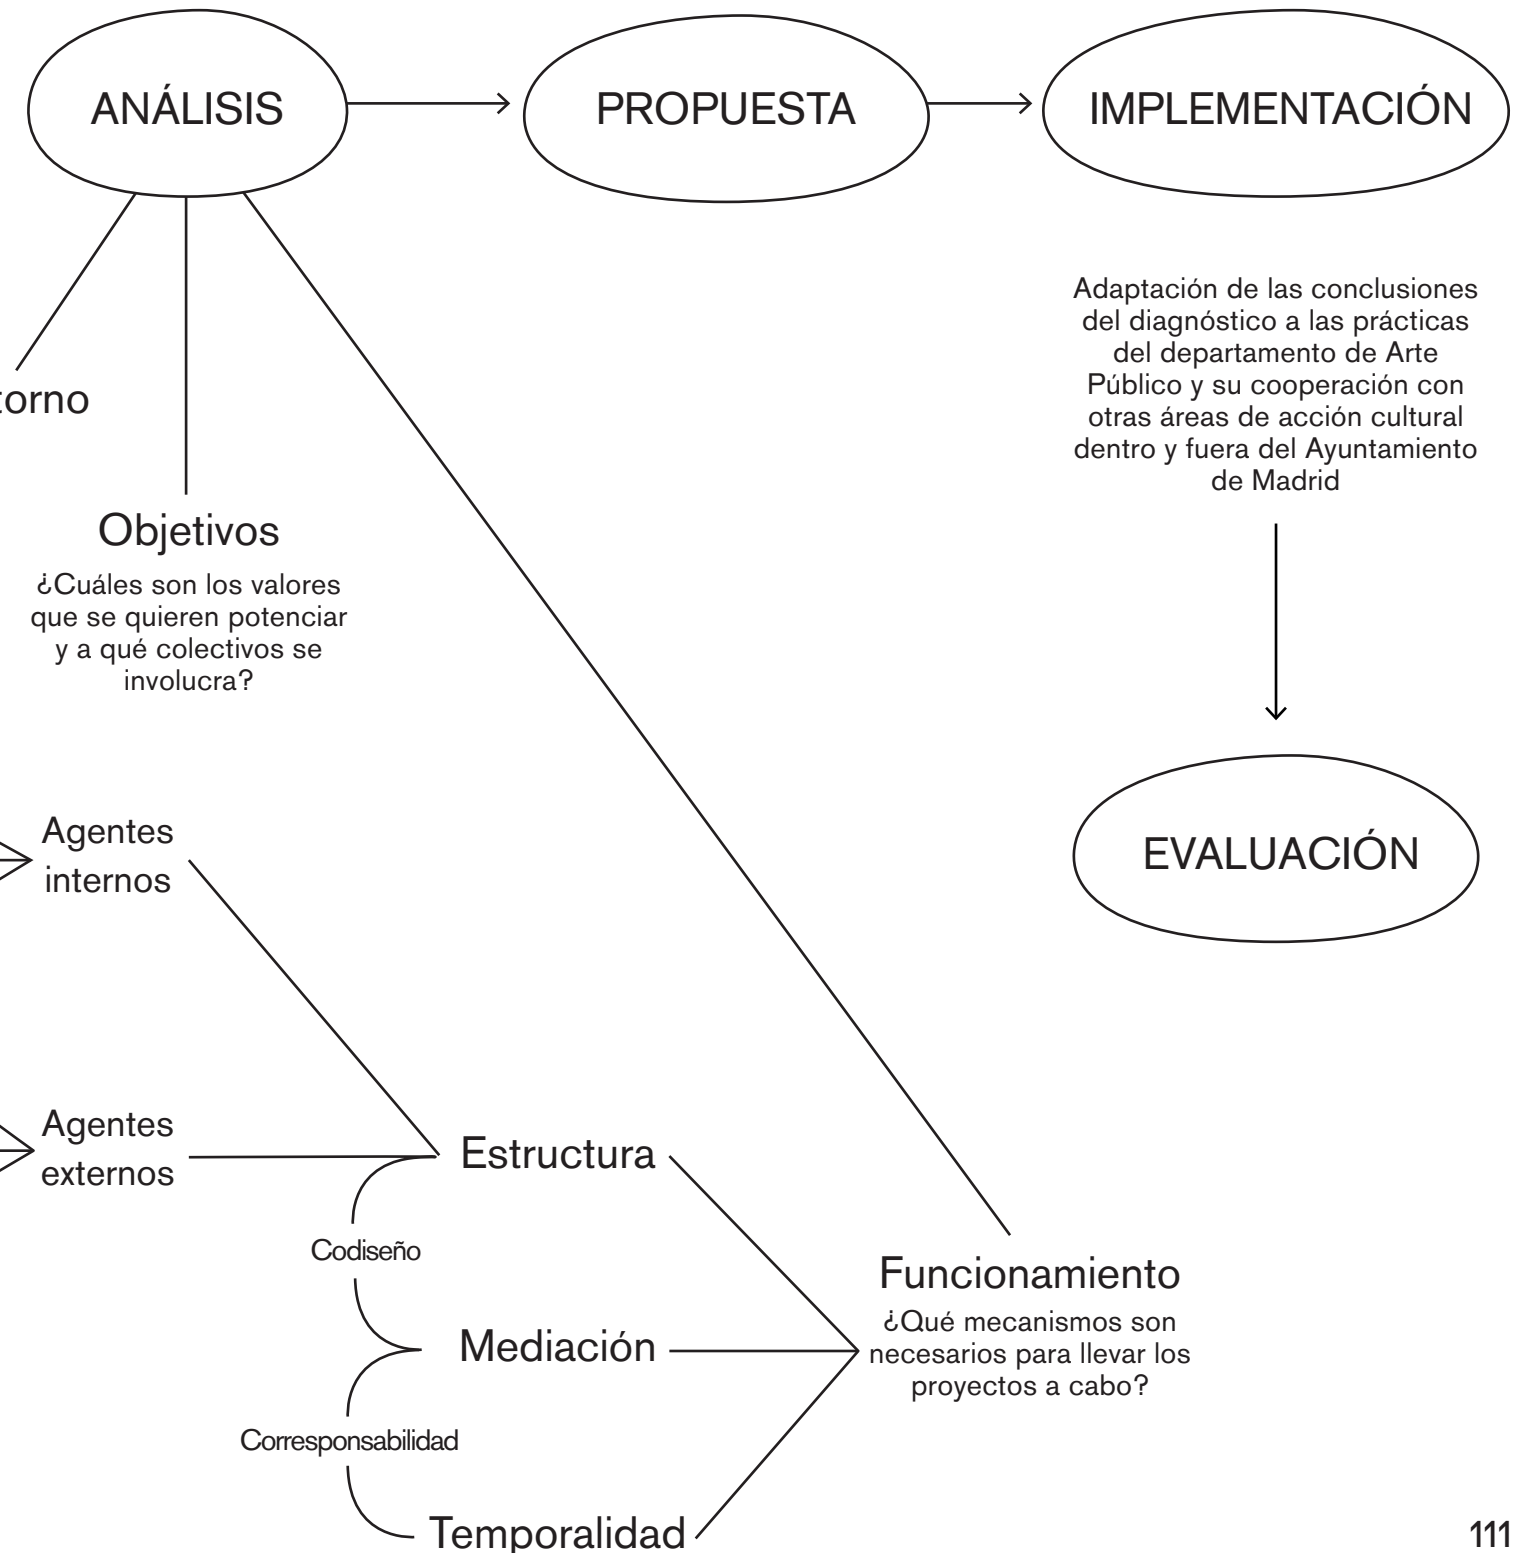 ANÁLISIS
PROPUESTA
IMPLEMENTACIÓN
Adaptación de las conclusiones
del diagnóstico a las prácticas
del departamento de Arte
Público y su cooperación con
otras áreas de acción cultural
dentro y fuera del Ayuntamiento
de Madrid
torno
Objetivos
¿Cuáles son los valores
que se quieren potenciar
y a qué colectivos se
involucra?
EVALUACIÓN
Agentes
internos
Agentes
externos
Estructura
Codiseño
Mediación
Corresponsabilidad
Temporalidad
Funcionamiento
¿Qué mecanismos son
necesarios para llevar los
proyectos a cabo?
111